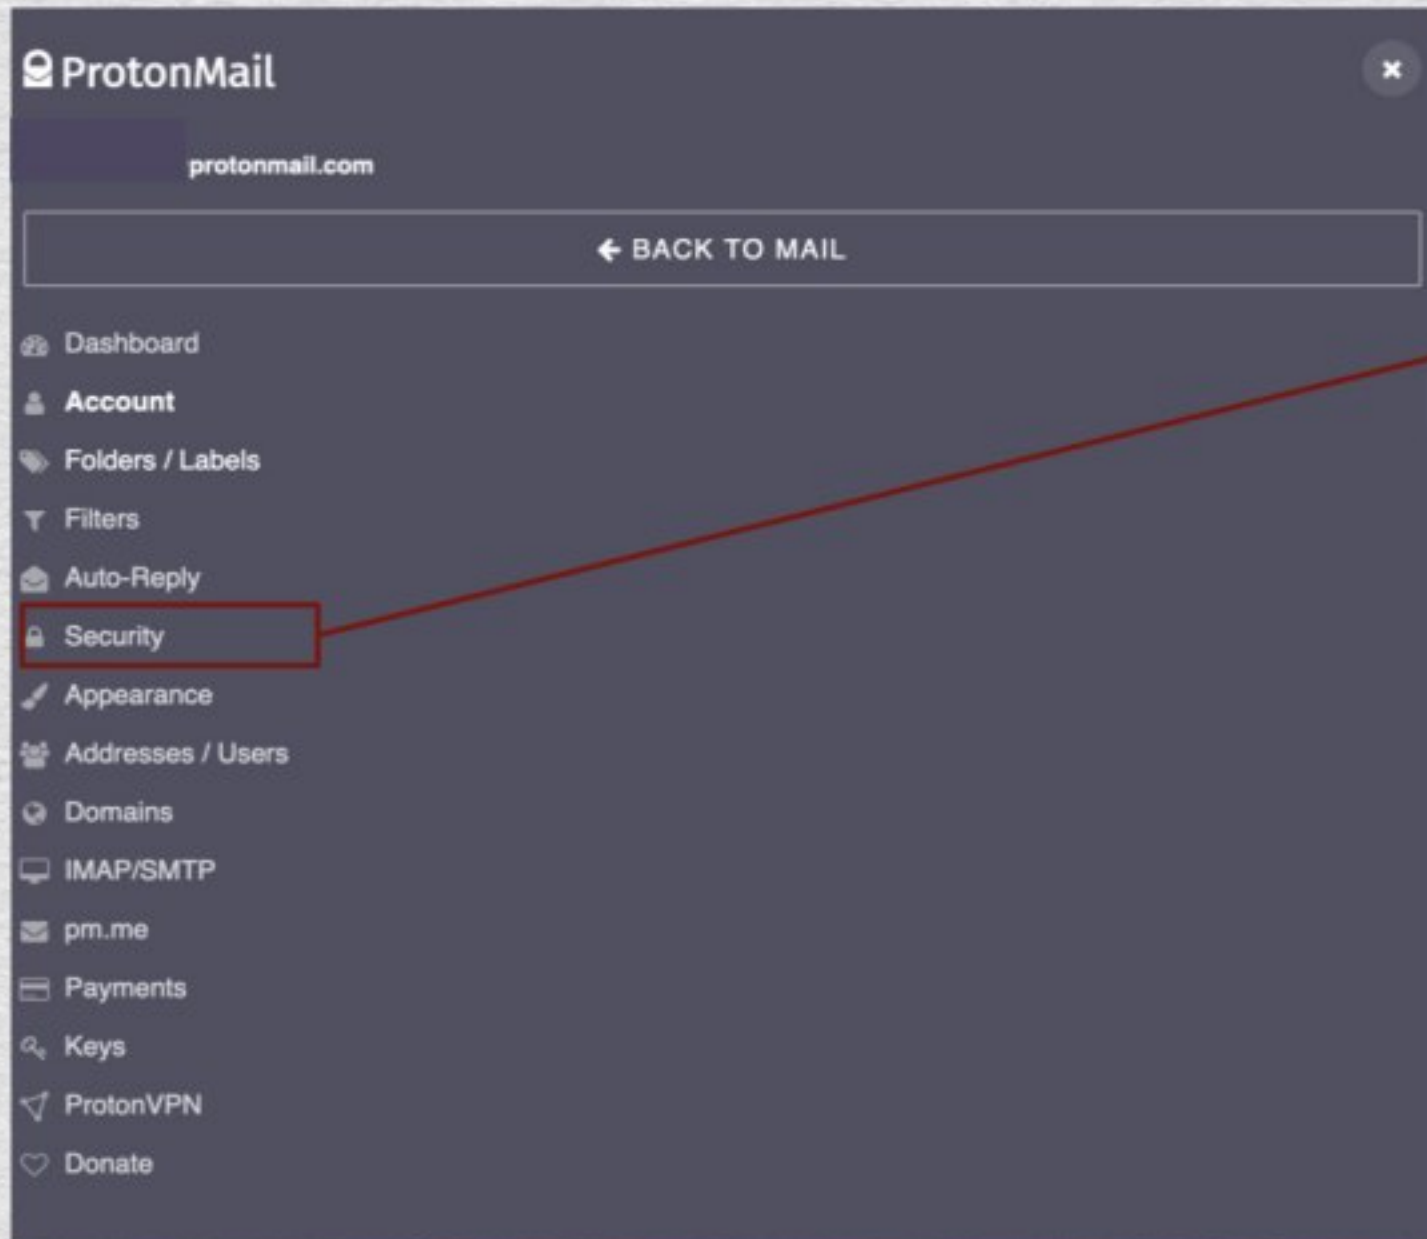 ProtonMail
protonmail.com
BACK TO MAIL
Dashboard
Account
Folders / Labels
Filters
Auto-Reply
Security
Appearance
Addresses / Users
Domains
IMAP/SMTP
pm.me
Payments
Keys
ProtonVPN
Donate